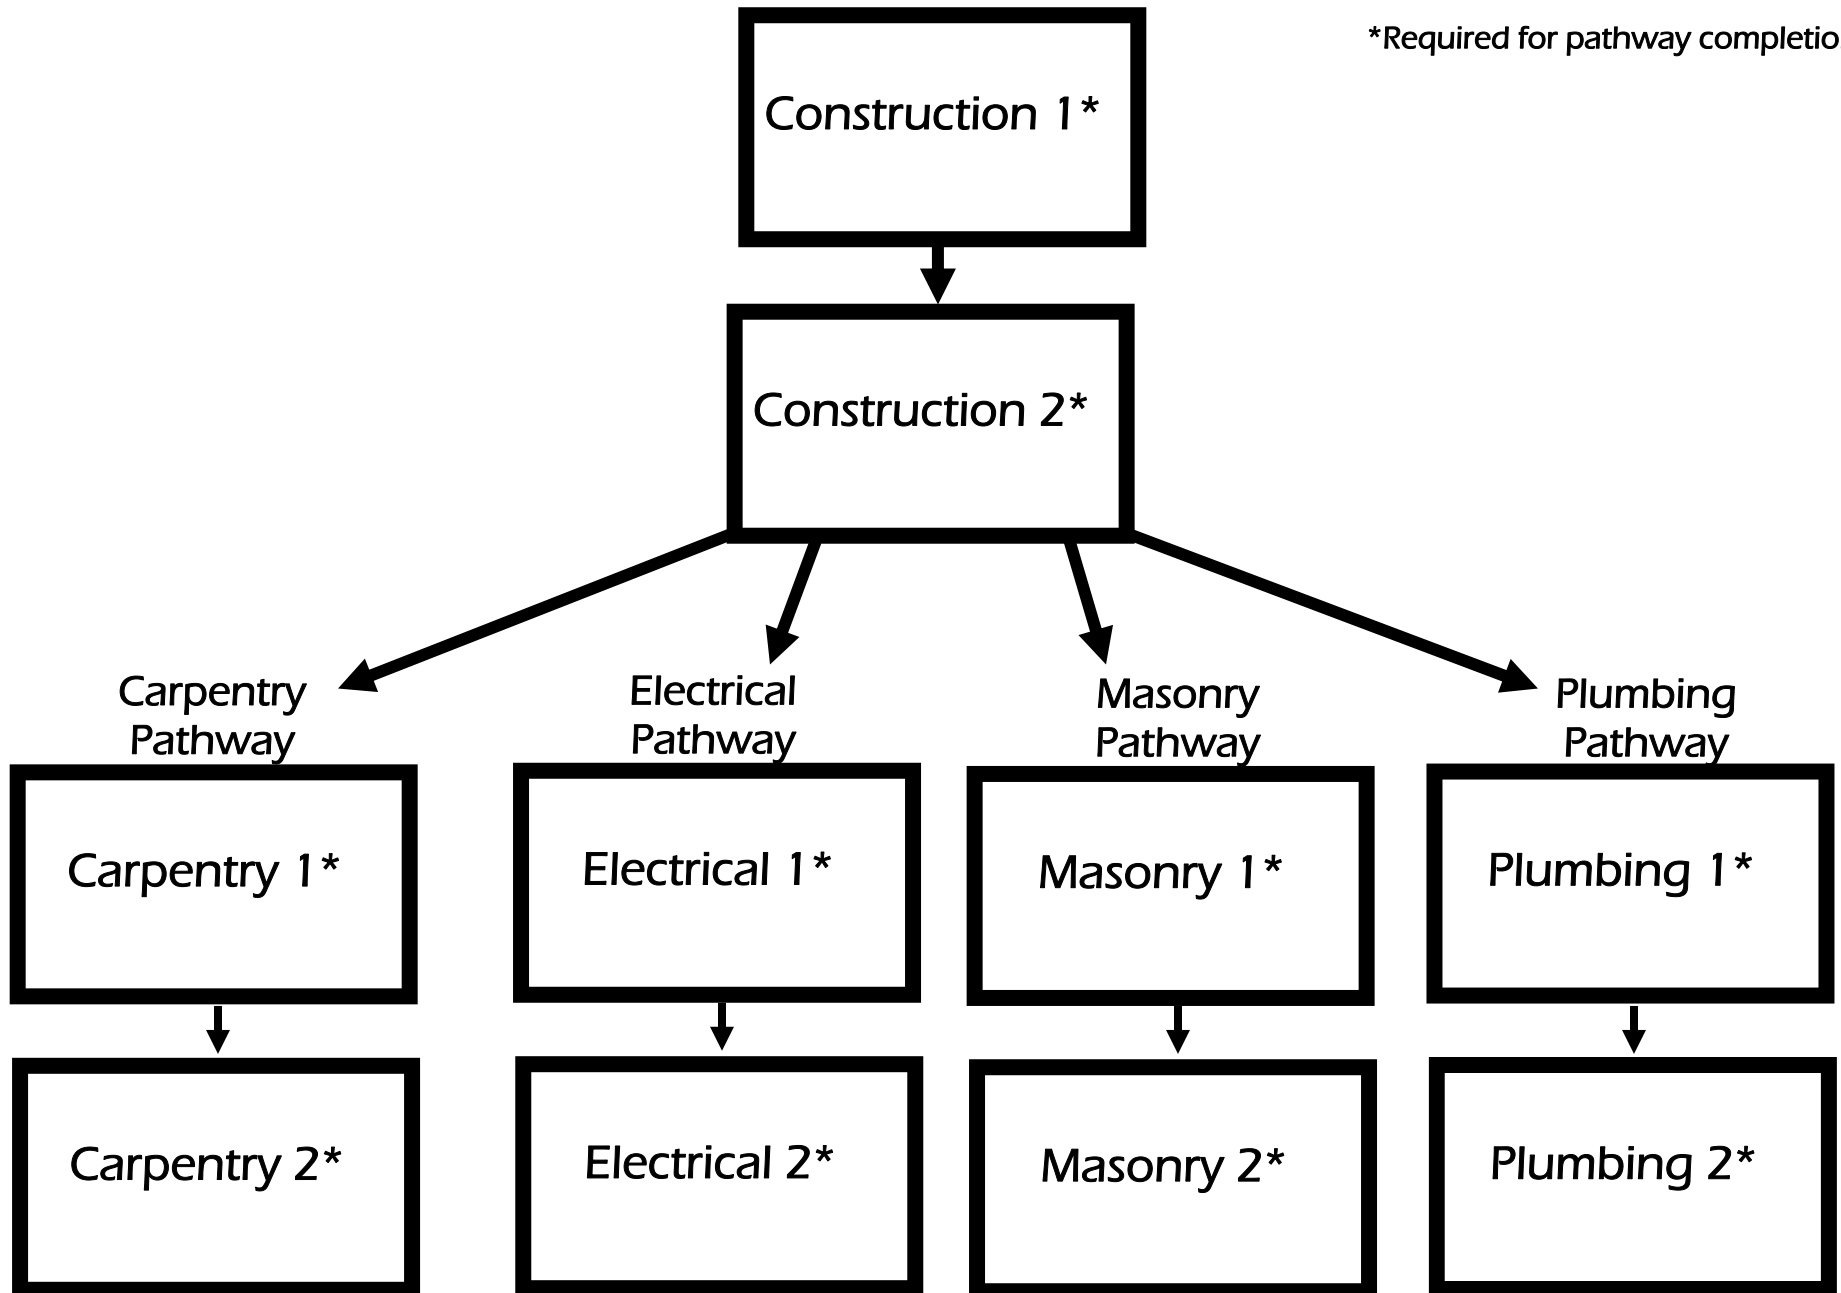 *Required for pathway completio
Construction 1*
Construction 2*
Carpentry
Pathway
Electrical
Pathway
Masonry
Pathway
Plumbing
Pathway
Carpentry 1*
Electrical 1*
Masonry 1*
Plumbing 1*
Carpentry 2*
Electrical 2*
Masonry 2*
Plumbing 2*